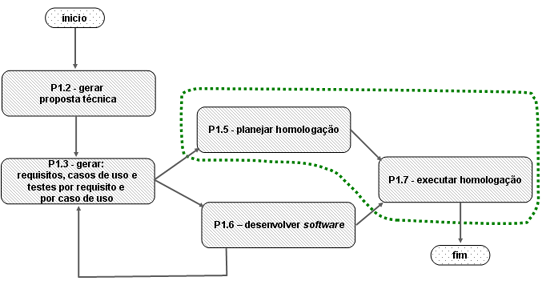 ínicio
P1.2 - gerar
proposta técnica
P1.5 - planejar homologação
P1.3 - gerar:
requisitos, casos de uso e
testes por requisito e
por caso de uso
P1.7 - executar homologação
P1.6 – desenvolver software
fim